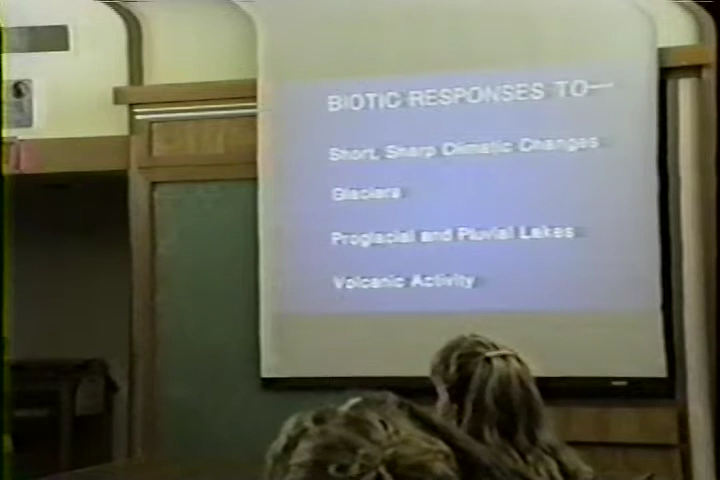 BIOTIC RESPONSES TO—
Short, Sharp Climatic Changes
Glaciers
Proglacial and Pluvial Lakes
Volcanic Activity